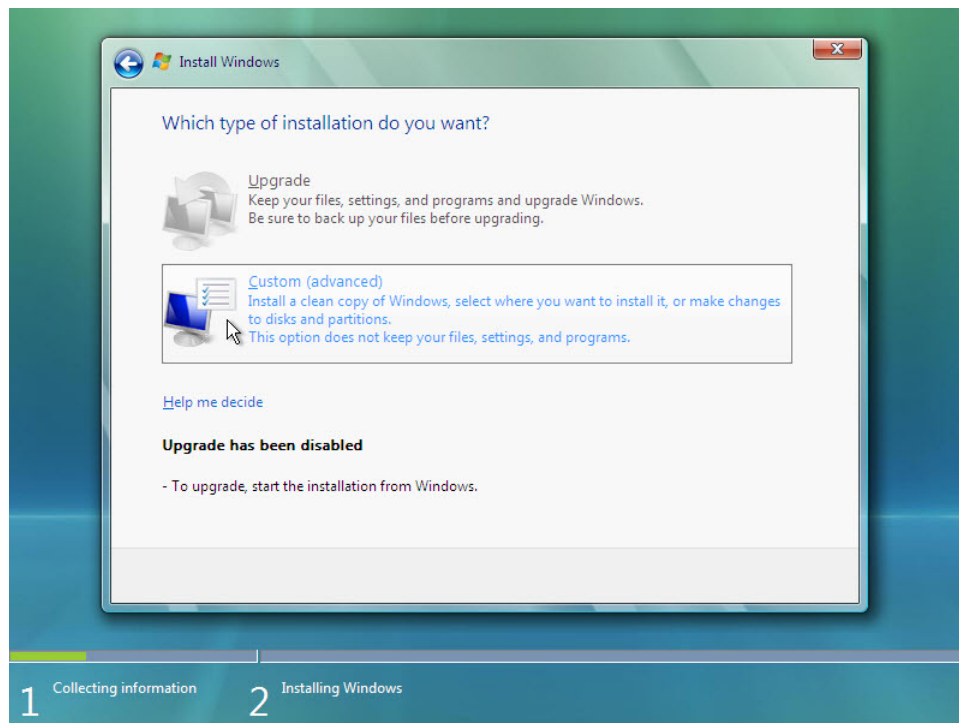 Install Windows
Which type of installation do you want?
Upgrade
Keep your files, settings, and programs and upgrade Windows.
Be sure to back up your files before upgrading.
Custom (advanced)
Install a clean copy of Windows, select where you want to install it, or make changes
to disks and partitions.
This option does not keep your files, settings, and programs.
Help me decide
Upgrade has been disabled
- To upgrade, start the installation from Windows.
1 Collecting information
2 Installing Windows